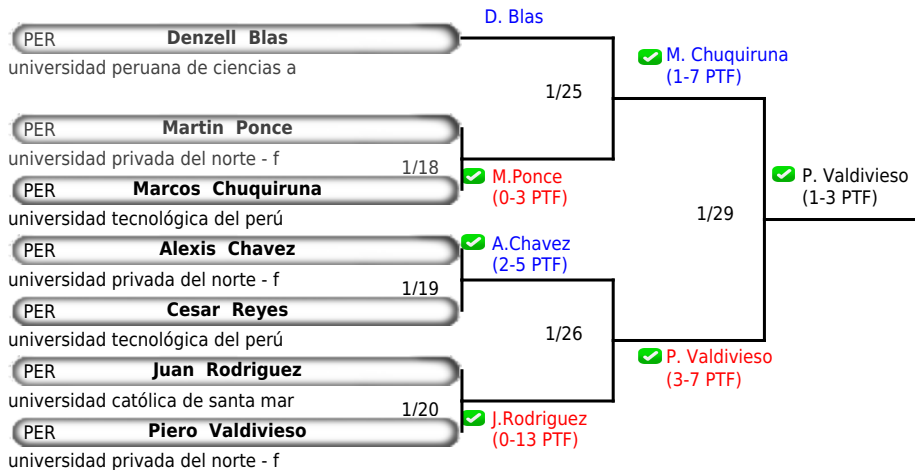 D. Blas
PER Denzell Blas
universidad peruana de ciencias a
M. Chuquiruna
(1-7 PTF)
1/25
PER Martin Ponce
universidad privada del norte - f
1/18
M.Ponce
(0-3 PTF)
PER Marcos Chuquiruna
universidad tecnológica del perú
P. Valdivieso
(1-3 PTF)
1/29
PER Alexis Chavez
universidad privada del norte - f
A.Chavez
(2-5 PTF)
1/19
PER Cesar Reyes
universidad tecnológica del perú
1/26
P. Valdivieso
(3-7 PTF)
PER Juan Rodriguez
universidad católica de santa mar
1/20
J.Rodriguez
(0-13 PTF)
PER Piero Valdivieso
universidad privada del norte - f